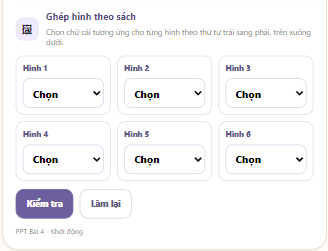 Ghép hình theo sách
Chọn chữ cái tương ứng cho từng hình theo thứ tự trái sang phải, trên xuống
dưới.
Hình 1 Hình 2 Hình 3
Chọn Chọn Chọn
Hình 4 Hình 5 Hình 6
Chọn Chọn Chọn
Kiểm tra Làm lại
PPT Bài 4 · Khởi động